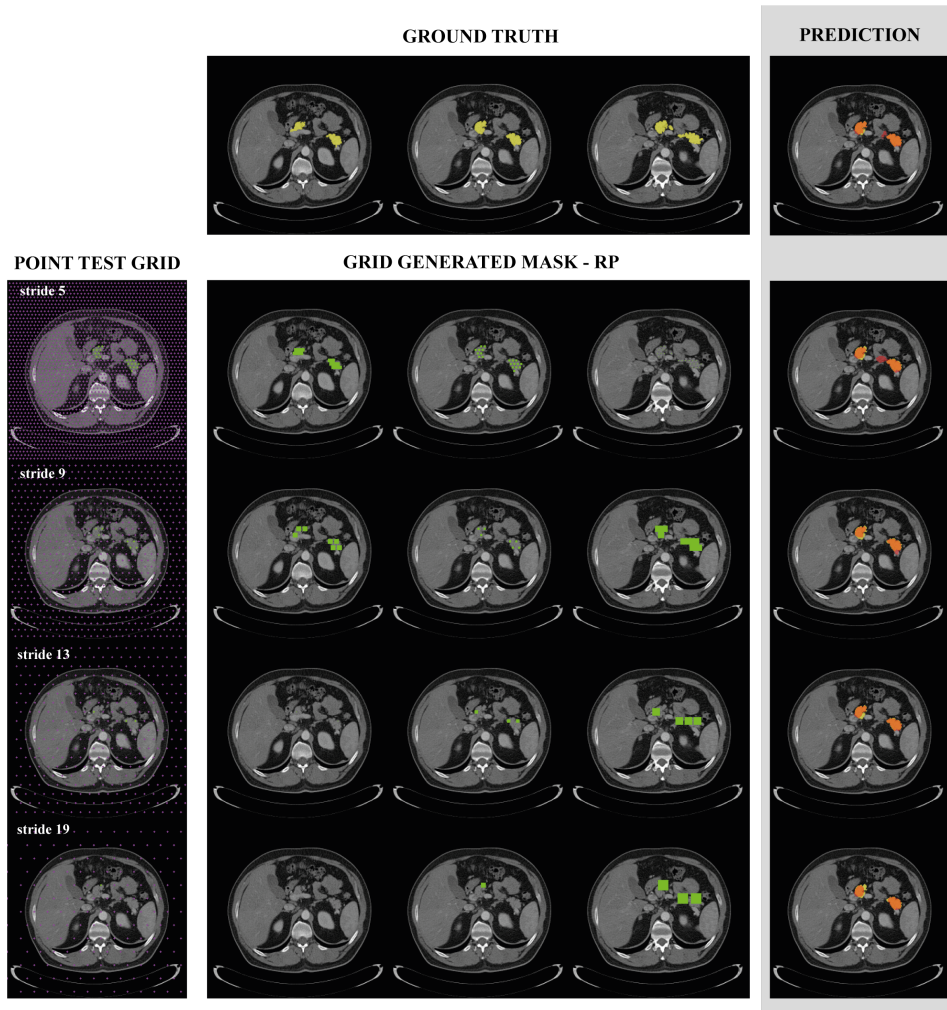 GROUND TRUTH
PREDICTION
POINT TEST GRID
GRID GENERATED MASK - RP
stride 5
stride 9
stride 13
stride 19